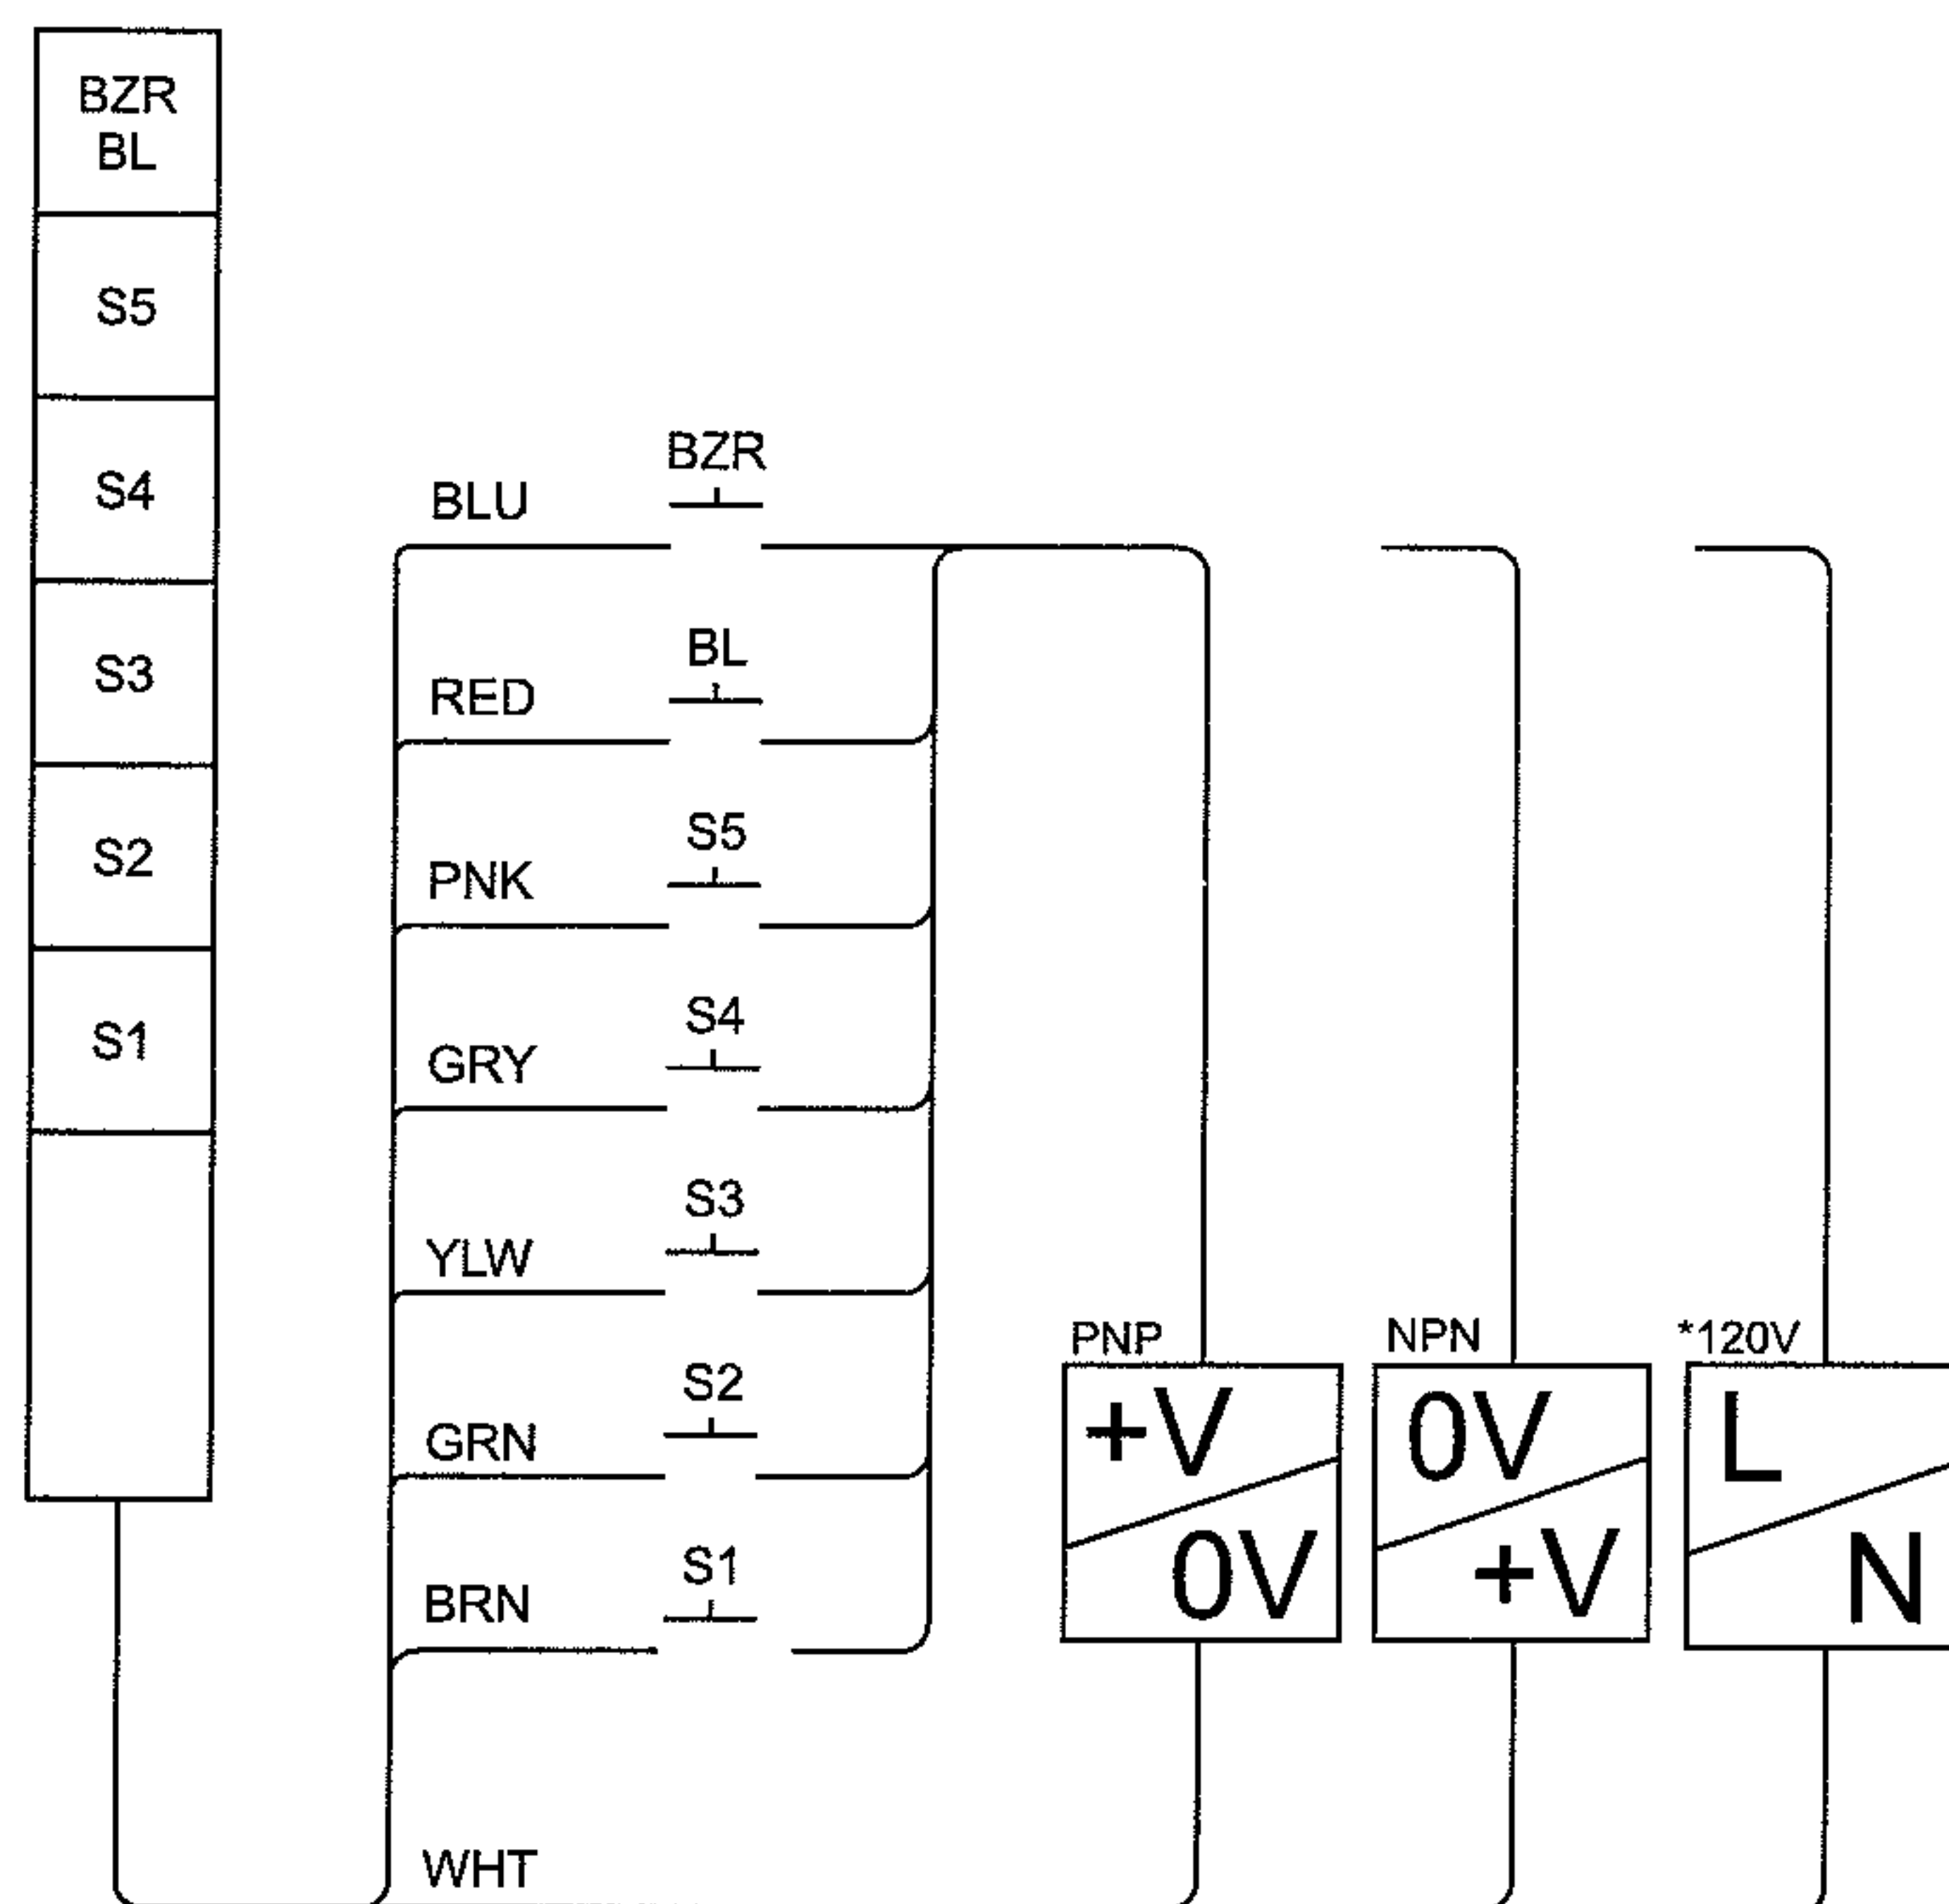 BZR
BL
S5
S4
S3
S2
S1
BZR
BLU
BL
RED
S5
PNK
S4
GRY
S3
YLW
S2
GRN
S1
BRN
WHT
PNP
+V
0V
NPN
0V
+V
*120V
L
N